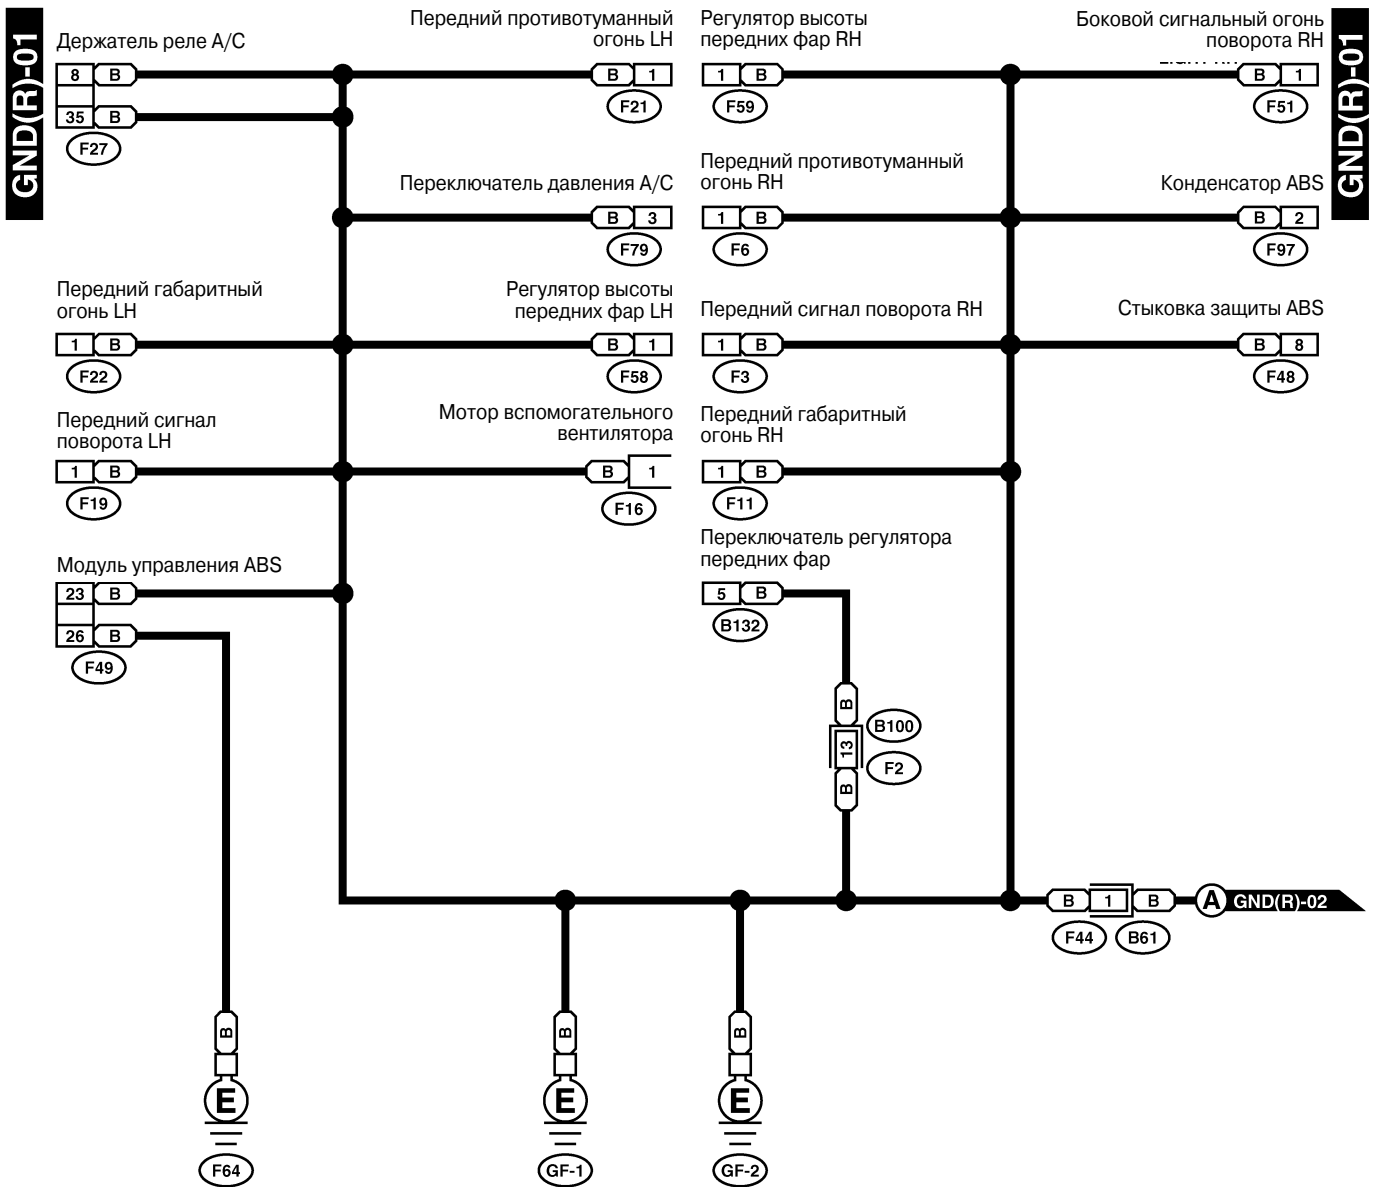 GND(R)-01
GND(R)-01
Держатель реле A/C
8 B
35 B
F27
Передний противотуманный
огонь LH
B 1
F21
Регулятор высоты
передних фар RH
1 B
F59
Боковой сигнальный огонь
поворота RH
B 1
F51
Переключатель давления A/C
B 3
F79
Передний противотуманный
огонь RH
1 B
F6
Конденсатор ABS
B 2
F97
Передний габаритный
огонь LH
1 B
F22
Регулятор высоты
передних фар LH
B 1
F58
Передний сигнал поворота RH
1 B
F3
Стыковка защиты ABS
B 8
F48
Передний сигнал
поворота LH
1 B
F19
Мотор вспомогательного
вентилятора
B 1
F16
Передний габаритный
огонь RH
1 B
F11
Модуль управления ABS
23 B
26 B
F49
Переключатель регулятора
передних фар
5 B
B132
B
13
B
B100
F2
B 1 B
F44 B61
A GND(R)-02
B
E
F64
B
E
GF-1
B
E
GF-2